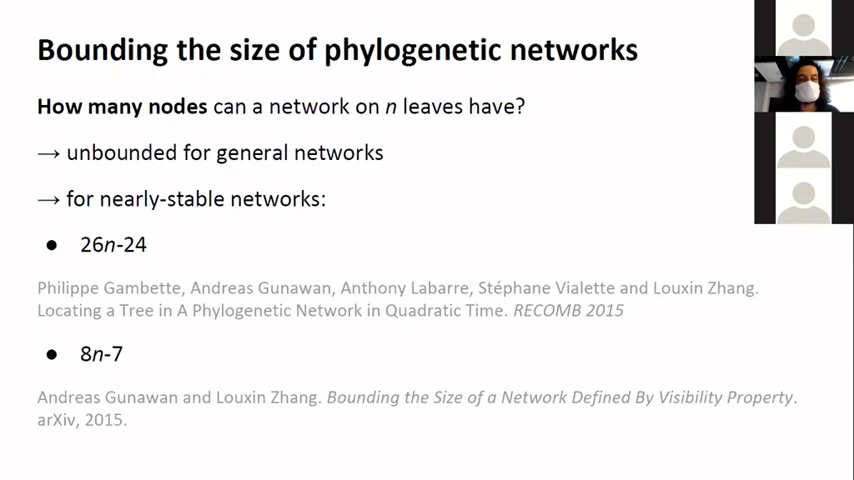 Bounding the size of phylogenetic networks
How many nodes can a network on n leaves have?
→ unbounded for general networks
→ for nearly-stable networks:
● 26n-24
Philippe Gambette, Andreas Gunawan, Anthony Labarre, Stéphane Vialette and Louxin Zhang.
Locating a Tree in A Phylogenetic Network in Quadratic Time. RECOMB 2015
● 8n-7
Andreas Gunawan and Louxin Zhang. Bounding the Size of a Network Defined By Visibility Property.
arXiv, 2015.